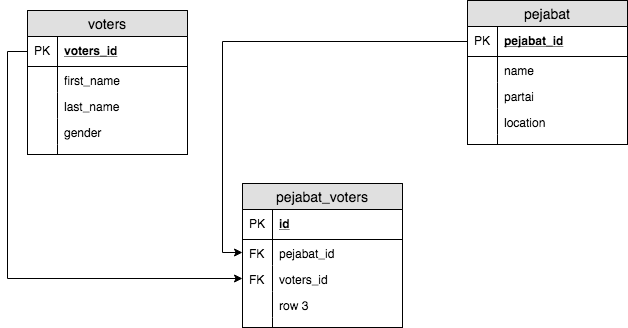 voters
PK voters_id
first_name
last_name
gender
pejabat
PK pejabat_id
name
partai
location
pejabat_voters
PK id
FK pejabat_id
FK voters_id
row 3